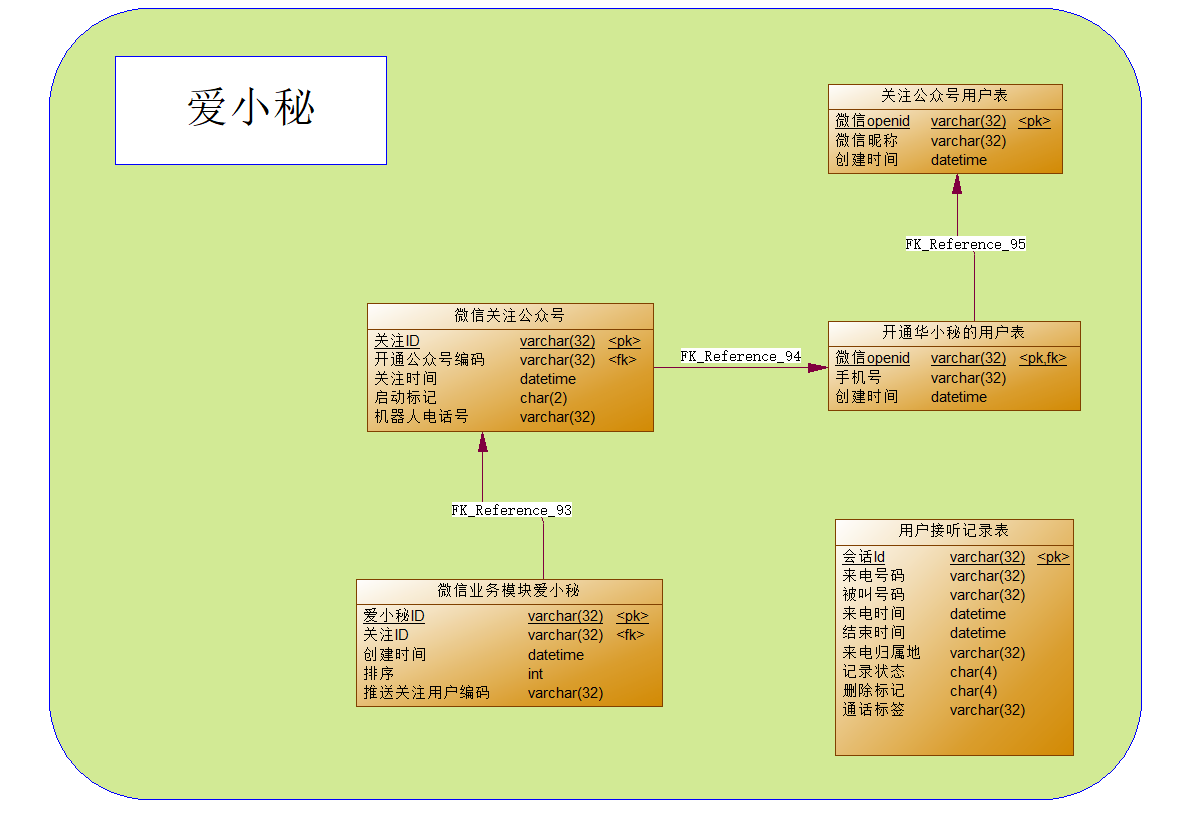 爱小秘
关注公众号用户表
微信openid varchar(32) <pk>
微信昵称 varchar(32)
创建时间 datetime
FK_Reference_95
微信关注公众号
关注ID varchar(32) <pk>
开通公众号编码 varchar(32) <fk>
关注时间 datetime
启动标记 char(2)
机器人电话号 varchar(32)
FK_Reference_94
开通华小秘的用户表
微信openid varchar(32) <pk,fk>
手机号 varchar(32)
创建时间 datetime
FK_Reference_93
微信业务模块爱小秘
爱小秘ID varchar(32) <pk>
关注ID varchar(32) <fk>
创建时间 datetime
排序 int
推送关注用户编码 varchar(32)
用户接听记录表
会话Id varchar(32) <pk>
来电号码 varchar(32)
被叫号码 varchar(32)
来电时间 datetime
结束时间 datetime
来电归属地 varchar(32)
记录状态 char(4)
删除标记 char(4)
通话标签 varchar(32)